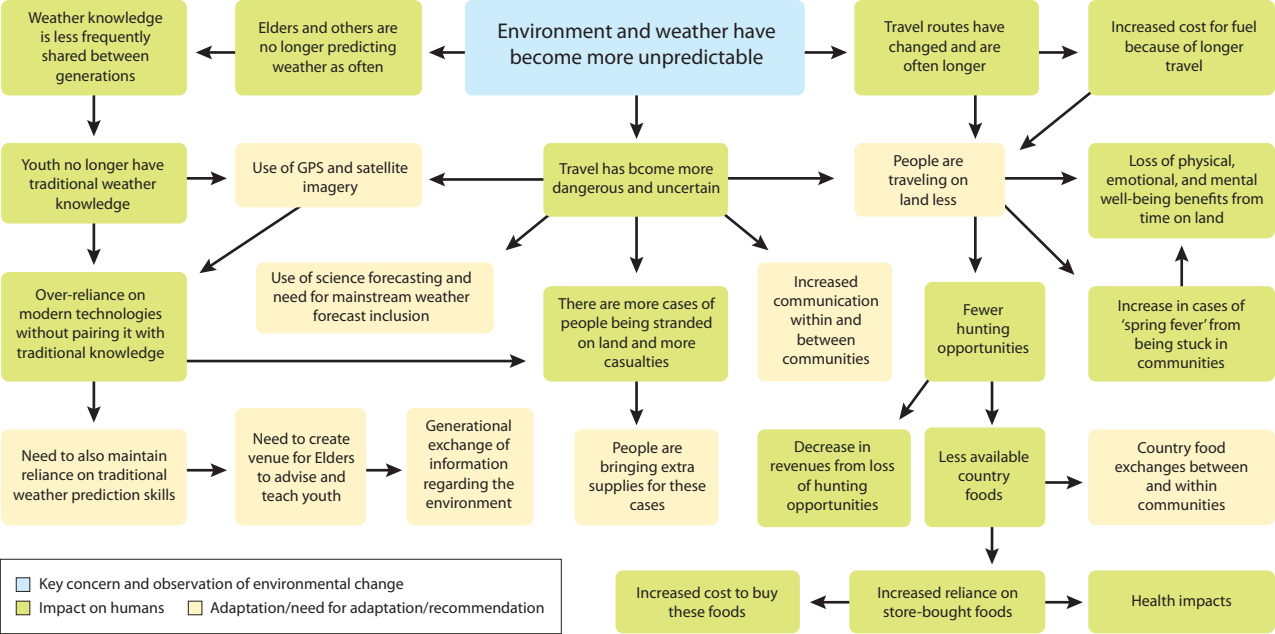 Weather knowledge
is less frequently
shared between
generations
Elders and others are
no longer predicting
weather as often
Environment and weather have
become more unpredictable
Travel routes have
changed and are
often longer
Increased cost for fuel
because of longer
travel
Youth no longer have
traditional weather
knowledge
Use of GPS and satellite
imagery
Travel has bcome more
dangerous and uncertain
People are
traveling on
land less
Loss of physical,
emotional, and mental
well-being benefits from
time on land
Over-reliance on
modern technologies
without pairing it with
traditional knowledge
Use of science forecasting and
need for mainstream weather
forecast inclusion
There are more cases of
people being stranded
on land and more
casualties
Increased
communication
within and
between
communities
Fewer
hunting
opportunities
Increase in cases of
‘spring fever’ from
being stuck in
communities
Need to also maintain
reliance on traditional
weather prediction skills
Need to create
venue for Elders
to advise and
teach youth
Generational
exchange of
information
regarding the
environment
People are
bringing extra
supplies for these
cases
Decrease in
revenues from loss
of hunting
opportunities
Less available
country
foods
Country food
exchanges between
and within
communities
Key concern and observation of environmental change
Impact on humans
Adaptation/need for adaptation/recommendation
Increased cost to buy
these foods
Increased reliance on
store-bought foods
Health impacts